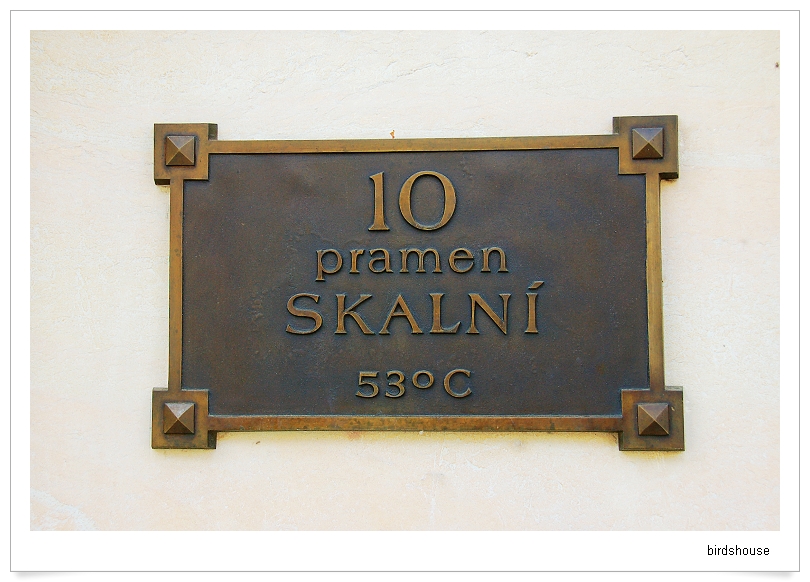 10
pramen
SKALNÍ
53°C
birdshouse